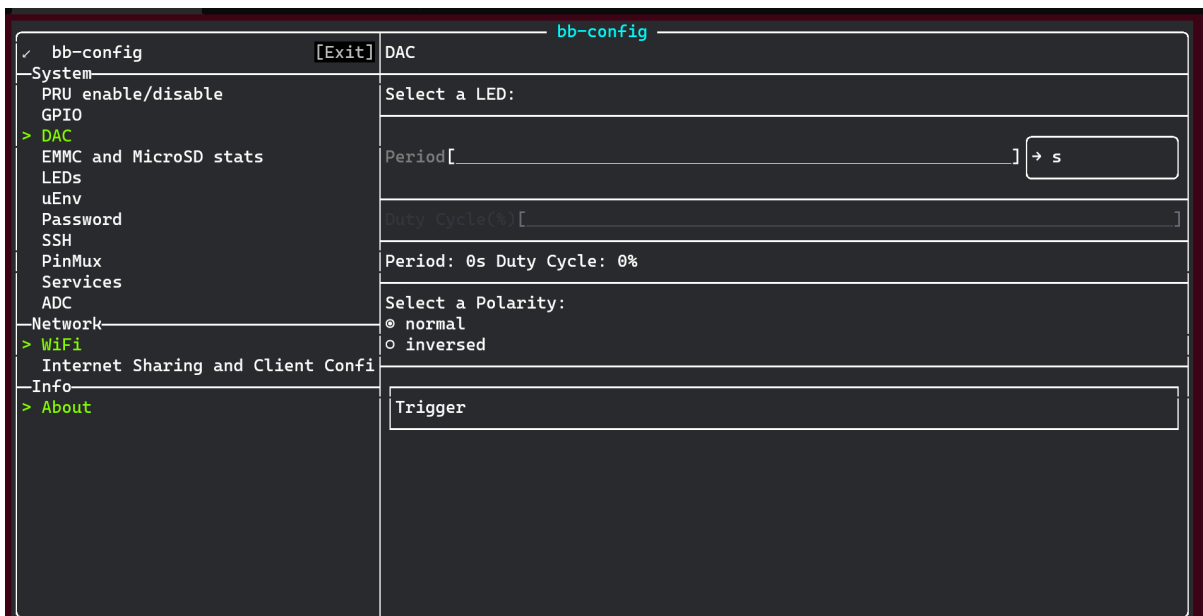 bb-config
✓ bb-config [Exit]
System
PRU enable/disable
GPIO
> DAC
EMMC and MicroSD stats
LEDs
uEnv
Password
SSH
PinMux
Services
ADC
Network
> WiFi
Internet Sharing and Client Confi
Info
> About
DAC
Select a LED:
Period[ ] → s
Duty Cycle(%)[ ]
Period: 0s Duty Cycle: 0%
Select a Polarity:
◉ normal
○ inversed
Trigger